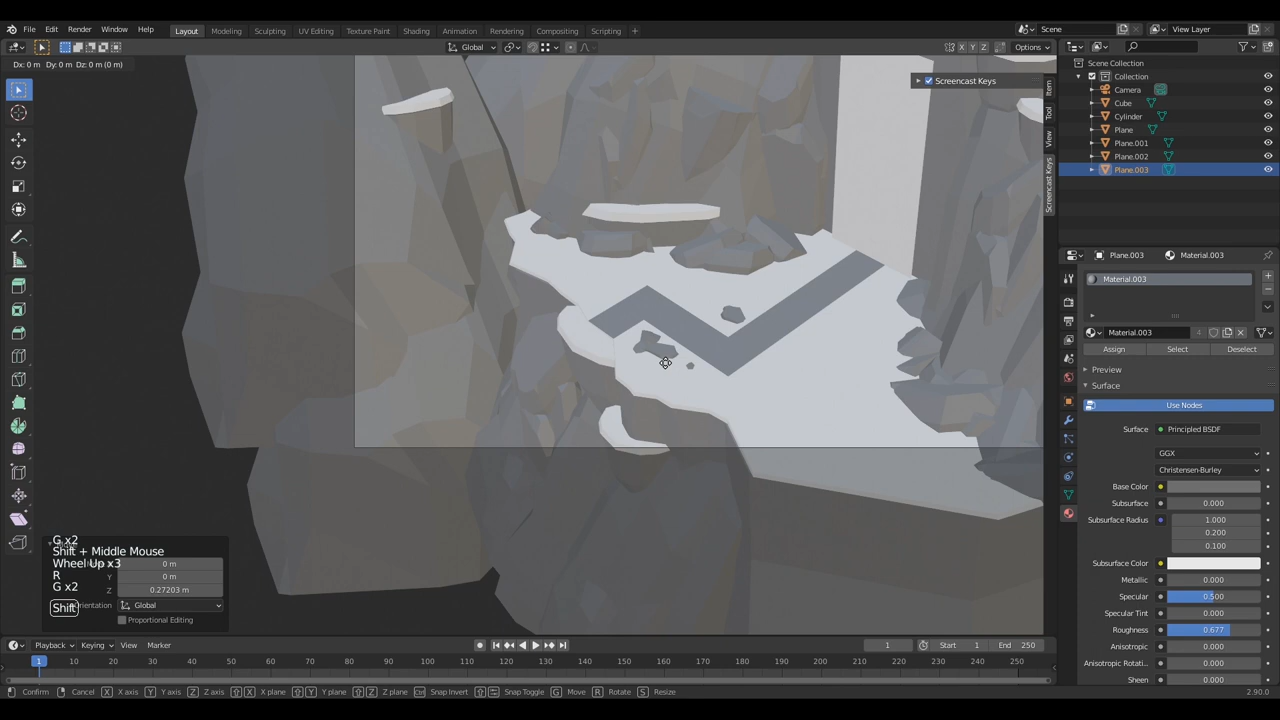 File Edit Render Window Help Layout Modeling Sculpting UV Editing Texture Paint Shading Animation Rendering Compositing Scripting + Scene View Layer
Global X Y Z Options
Dx: 0 m Dy: 0 m Dz: 0 m (0 m)
Screencast Keys
Item
Tool
View
Screencast Keys
Scene Collection
Collection
Camera
Cube
Cylinder
Plane
Plane.001
Plane.002
Plane.003
Plane.003 Material.003
Material.003
Material.003 4
Assign Select Deselect
Preview
Surface
Use Nodes
Surface Principled BSDF
GGX
Christensen-Burley
Base Color
Subsurface 0.000
Subsurface Radius 1.000
0.200
0.100
Subsurface Color
Metallic 0.000
Specular 0.500
Specular Tint 0.000
Roughness 0.677
Anisotropic 0.000
Anisotropic Rotati... 0.000
Sheen 0.000
G x2
Shift + Middle Mouse
Wheel Up x3
R
G x2
Shift
0 m
Y 0 m
Z 0.27203 m
Orientation Global
Proportional Editing
Playback Keying View Marker 1 Start 1 End 250
1 10 20 30 40 50 60 70 80 90 100 110 120 130 140 150 160 170 180 190 200 210 220 230 240 250
Confirm Cancel X X axis Y Y axis Z Z axis X X plane Y Y plane Z Z plane Ctrl Snap Invert Snap Toggle G Move R Rotate S Resize 2.90.0